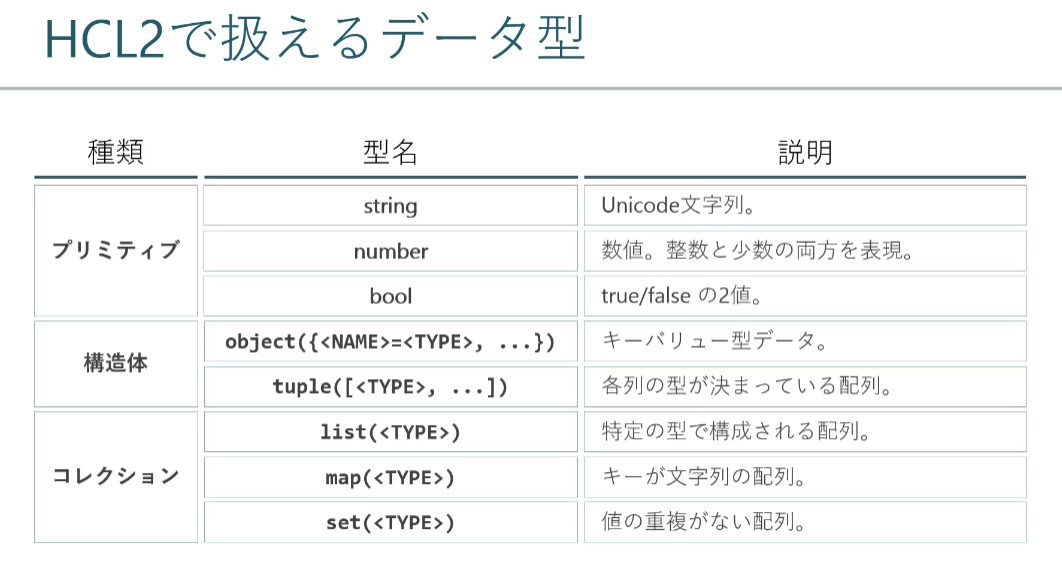 HCL2で扱えるデータ型
種類 型名 説明
プリミティブ
string Unicode文字列。
number 数値。整数と少数の両方を表現。
bool true/false の2値。
構造体
object({<NAME>=<TYPE>, ...}) キーバリュー型データ。
tuple([<TYPE>, ...]) 各列の型が決まっている配列。
コレクション
list(<TYPE>) 特定の型で構成される配列。
map(<TYPE>) キーが文字列の配列。
set(<TYPE>) 値の重複がない配列。